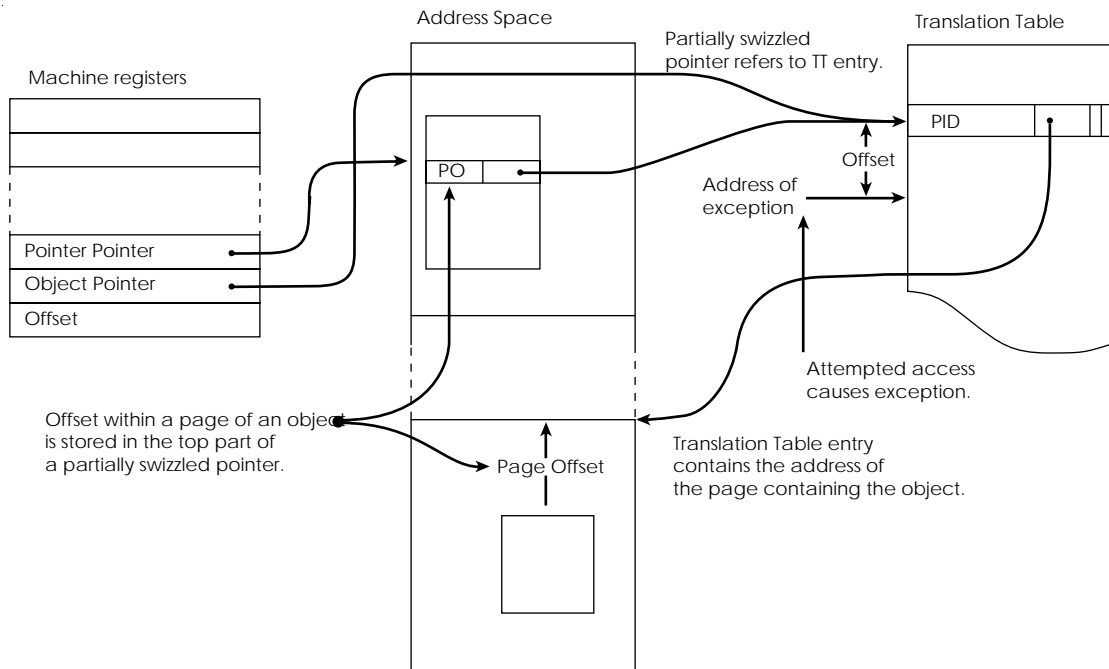 Address Space
Translation Table
Machine registers
Partially swizzled
pointer refers to TT entry.
PID
PO
Offset
Address of
exception
Pointer Pointer
Object Pointer
Offset
Attempted access
causes exception.
Offset within a page of an object
is stored in the top part of
a partially swizzled pointer.
Page Offset
Translation Table entry
contains the address of
the page containing the object.